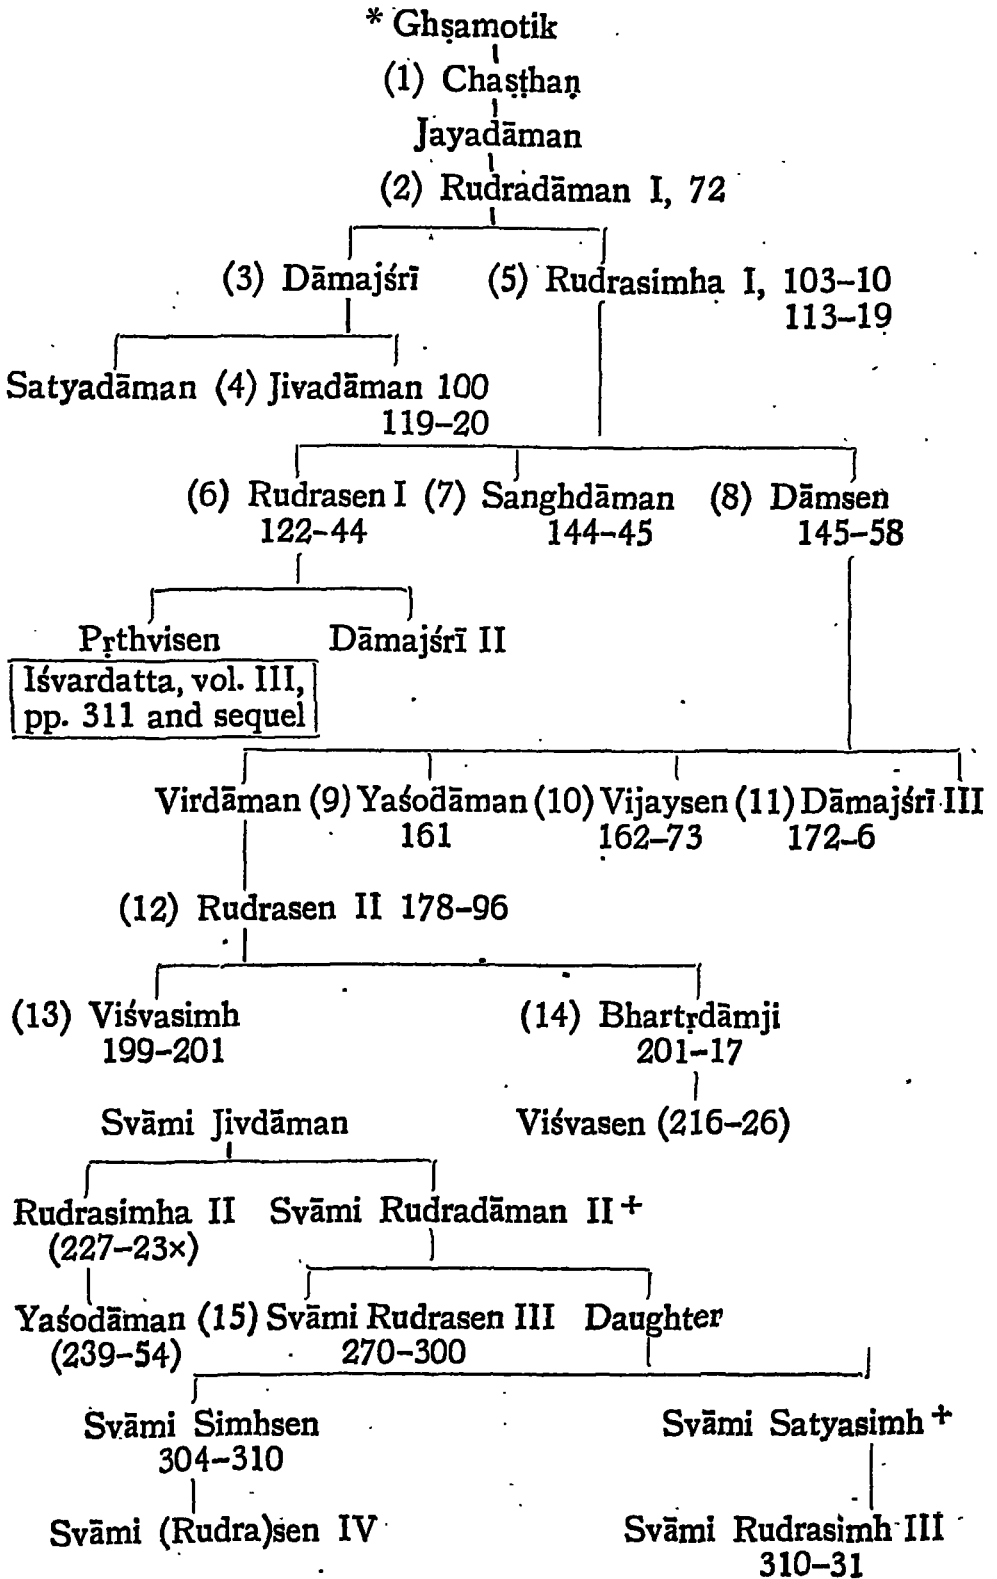 * Ghṣamotik
(1) Chaṣṭhaṇ
Jayadāman
(2) Rudradāman I, 72
(3) Dāmajśrī (5) Rudrasimha I, 103–10
113–19
Satyadāman (4) Jivadāman 100
119–20
(6) Rudrasen I (7) Sanghdāman (8) Dāmsen
122–44 144–45 145–58
Pṛthvisen Dāmajśrī II
Iśvardatta, vol. III,
pp. 311 and sequel
Virdāman (9) Yaśodāman (10) Vijaysen (11) Dāmajśrī III
161 162–73 172–6
(12) Rudrasen II 178–96
(13) Viśvasimh (14) Bhartṛdāmji
199–201 201–17
Svāmi Jivdāman Viśvasen (216–26)
Rudrasimha II Svāmi Rudradāman II +
(227–23x)
Yaśodāman (15) Svāmi Rudrasen III Daughter
(239–54) 270–300
Svāmi Simhsen Svāmi Satyasimh +
304–310
Svāmi (Rudra)sen IV Svāmi Rudrasimh III
310–31